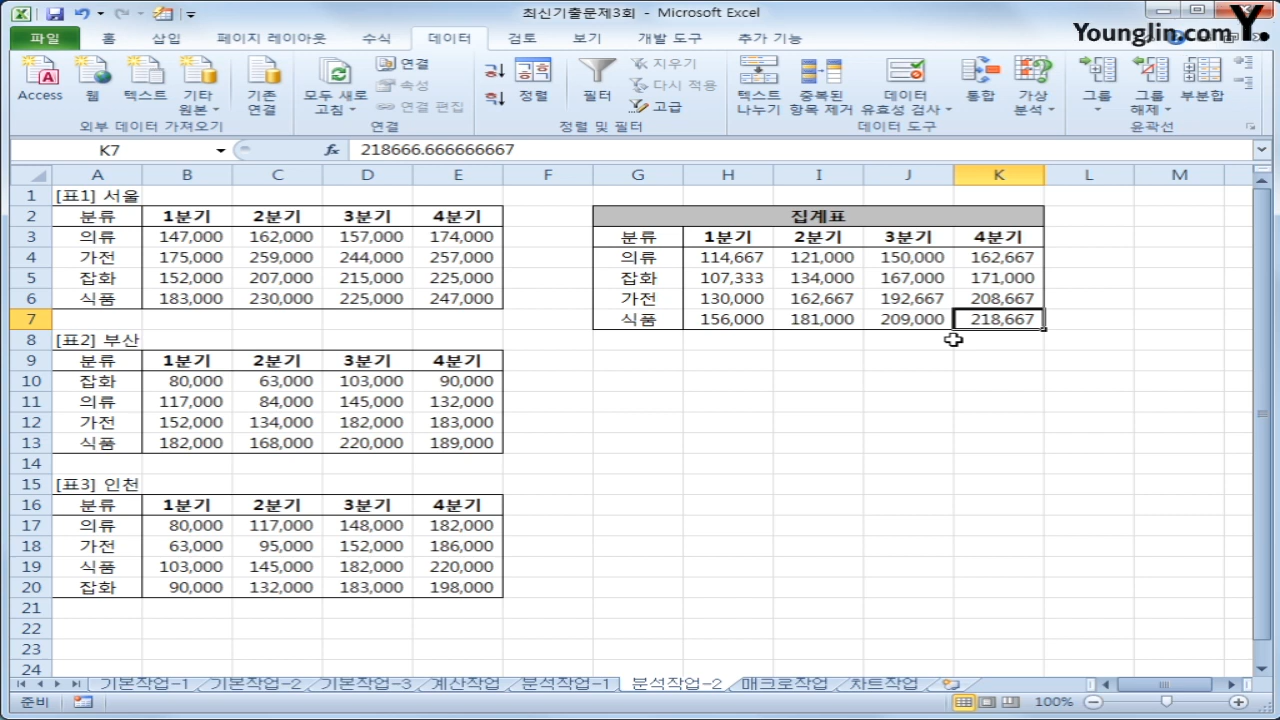 최신기출문제3회 - Microsoft Excel
Younglin.com Y.
파일 홈 삽입 페이지 레이아웃 수식 데이터 검토 보기 개발 도구 추가 기능
Access 웹 텍스트 기타 원본 기존 연결 모두 새로 고침 연결 속성 연결 편집 정렬 필터 지우기 다시 적용 고급 텍스트 나누기 중복된 항목 제거 데이터 유효성 검사 통합 가상 분석 그룹 그룹 해제 부분합
외부 데이터 가져오기 연결 정렬 및 필터 데이터 도구 윤곽선
K7 fx 218666.666666667
A B C D E F G H I J K L M
1 [표1] 서울
2 분류 1분기 2분기 3분기 4분기 집계표
3 의류 147,000 162,000 157,000 174,000 분류 1분기 2분기 3분기 4분기
4 가전 175,000 259,000 244,000 257,000 의류 114,667 121,000 150,000 162,667
5 잡화 152,000 207,000 215,000 225,000 잡화 107,333 134,000 167,000 171,000
6 식품 183,000 230,000 225,000 247,000 가전 130,000 162,667 192,667 208,667
7 식품 156,000 181,000 209,000 218,667
8 [표2] 부산
9 분류 1분기 2분기 3분기 4분기
10 잡화 80,000 63,000 103,000 90,000
11 의류 117,000 84,000 145,000 132,000
12 가전 152,000 134,000 182,000 183,000
13 식품 182,000 168,000 220,000 189,000
14
15 [표3] 인천
16 분류 1분기 2분기 3분기 4분기
17 의류 80,000 117,000 148,000 182,000
18 가전 63,000 95,000 152,000 186,000
19 식품 103,000 145,000 182,000 220,000
20 잡화 90,000 132,000 183,000 198,000
21
22
23
24
기본작업-1 기본작업-2 기본작업-3 계산작업 분석작업-1 분석작업-2 매크로작업 차트작업
준비 100%